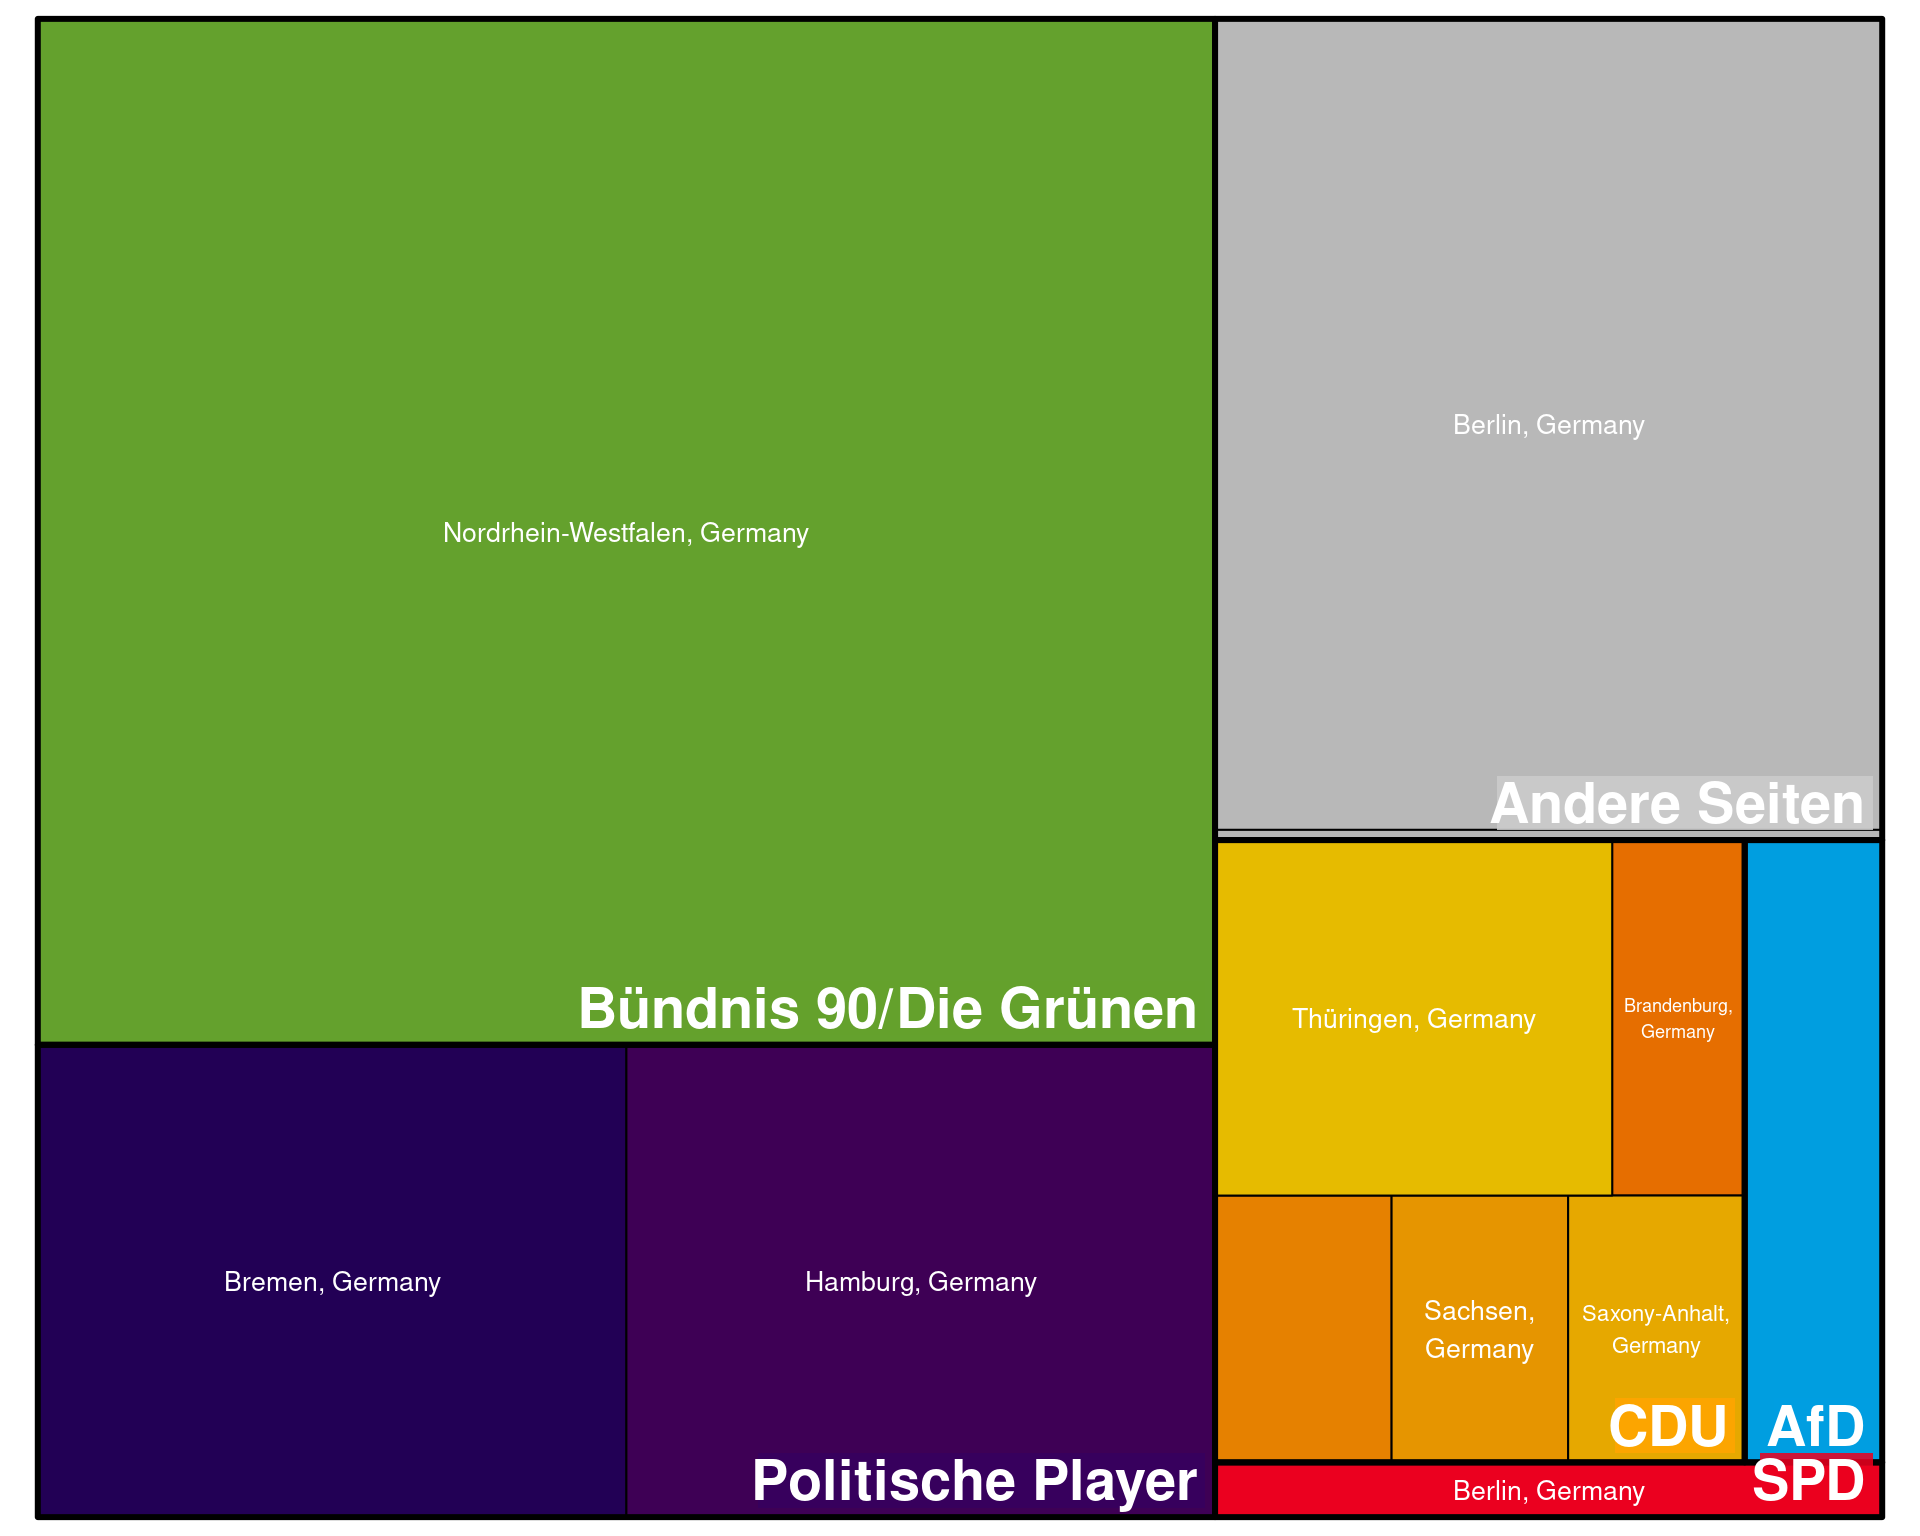 Nordrhein-Westfalen, Germany
Bündnis 90/Die Grünen
Berlin, Germany
Andere Seiten
Bremen, Germany
Hamburg, Germany
Politische Player
Thüringen, Germany
Brandenburg,
Germany
Sachsen,
Germany
Saxony-Anhalt,
Germany
CDU
AfD
Berlin, Germany
SPD